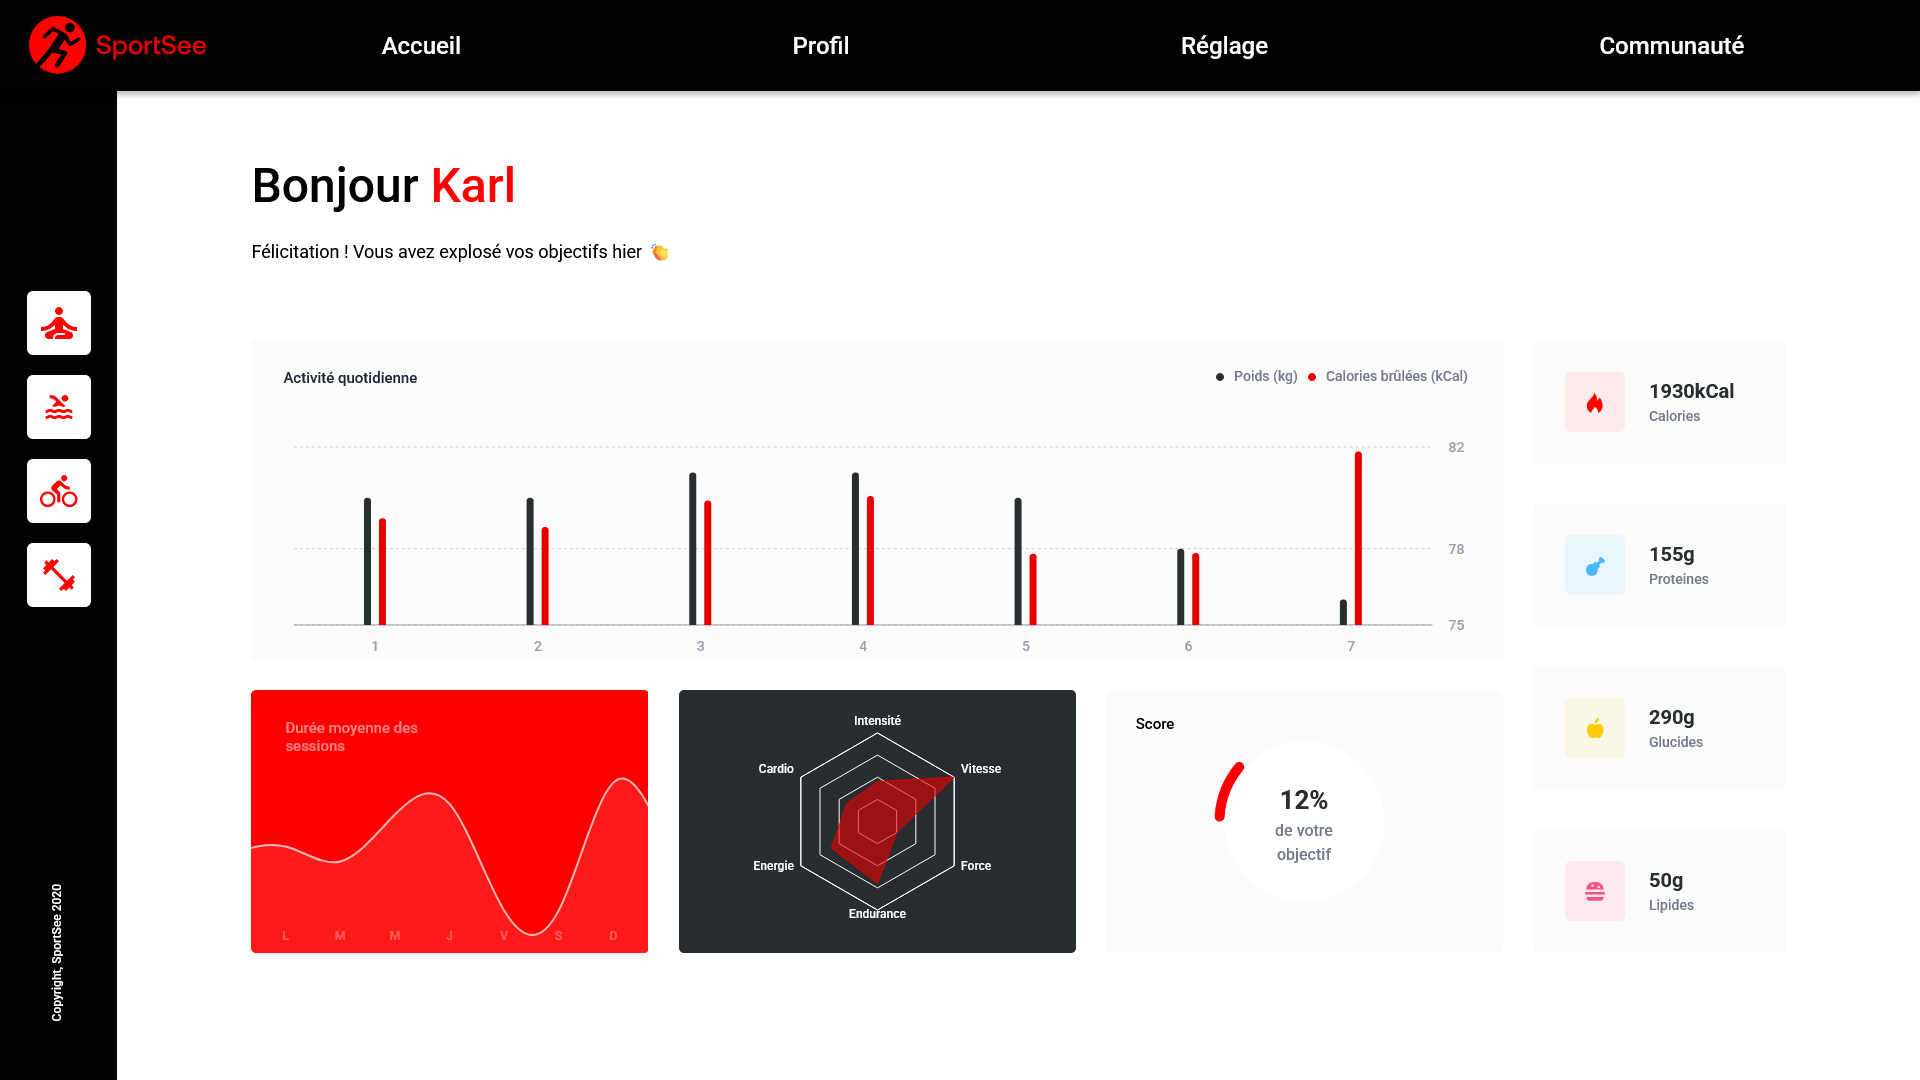 SportSee
Accueil
Profil
Réglage
Communauté
Bonjour Karl
Félicitation ! Vous avez explosé vos objectifs hier 👏
Activité quotidienne
Poids (kg)
Calories brûlées (kCal)
82
78
75
1
2
3
4
5
6
7
1930kCal
Calories
155g
Proteines
290g
Glucides
50g
Lipides
Durée moyenne des
sessions
L
M
M
J
V
S
D
Intensité
Vitesse
Force
Endurance
Energie
Cardio
Score
12%
de votre
objectif
Copyright, SportSee 2020